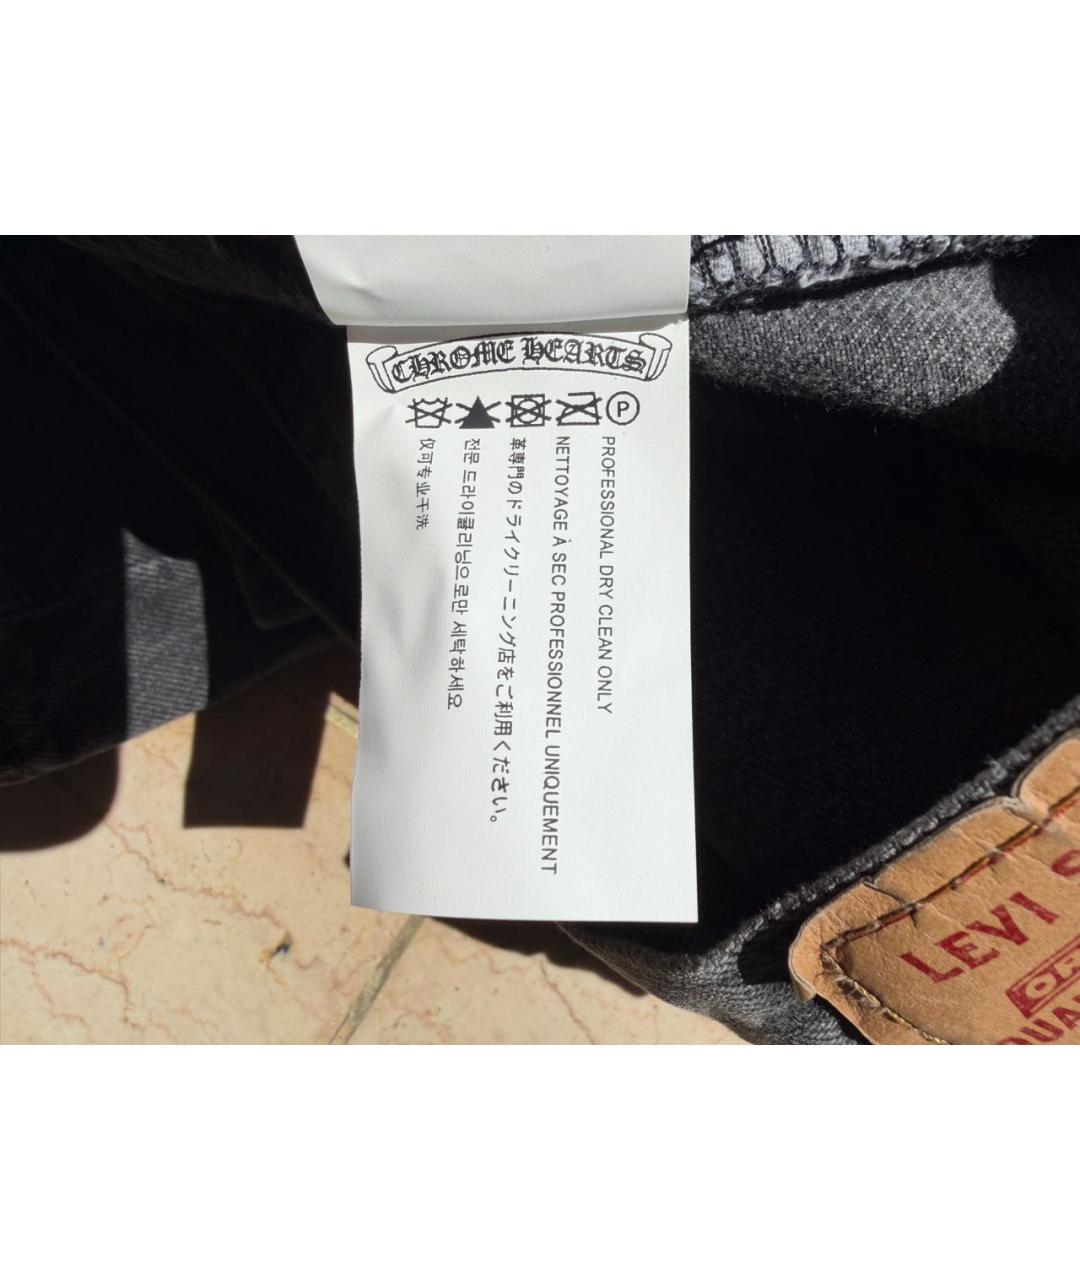 CHROME HEARTS
P
PROFESSIONAL DRY CLEAN ONLY
NETTOYAGE À SEC PROFESSIONNEL UNIQUEMENT
革専門のドライクリーニング店をご利用ください。
전문 드라이클리닝으로만 세탁하세요
仅可专业干洗
LEVI S